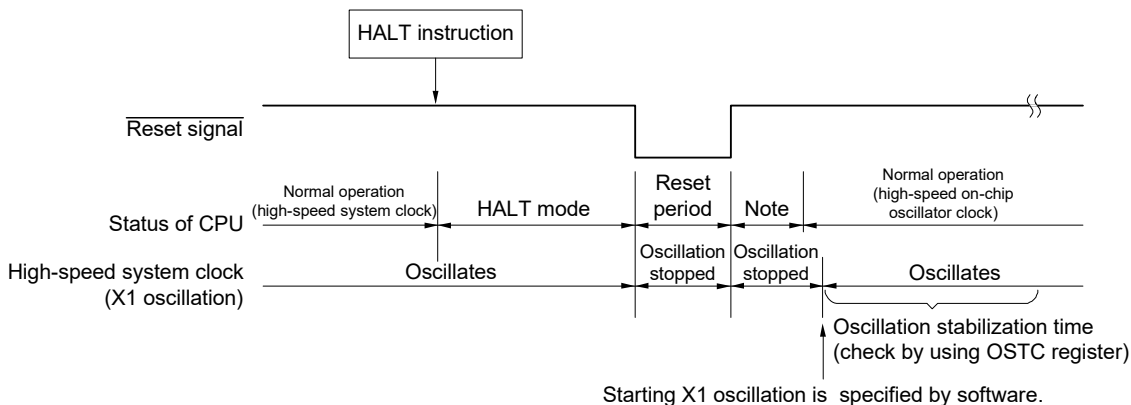 HALT instruction
Reset signal
Normal operation
(high-speed system clock)
HALT mode
Reset
period
Note
Normal operation
(high-speed on-chip
oscillator clock)
Status of CPU
High-speed system clock
(X1 oscillation)
Oscillates
Oscillation
stopped
Oscillation
stopped
Oscillates
Oscillation stabilization time
(check by using OSTC register)
Starting X1 oscillation is specified by software.